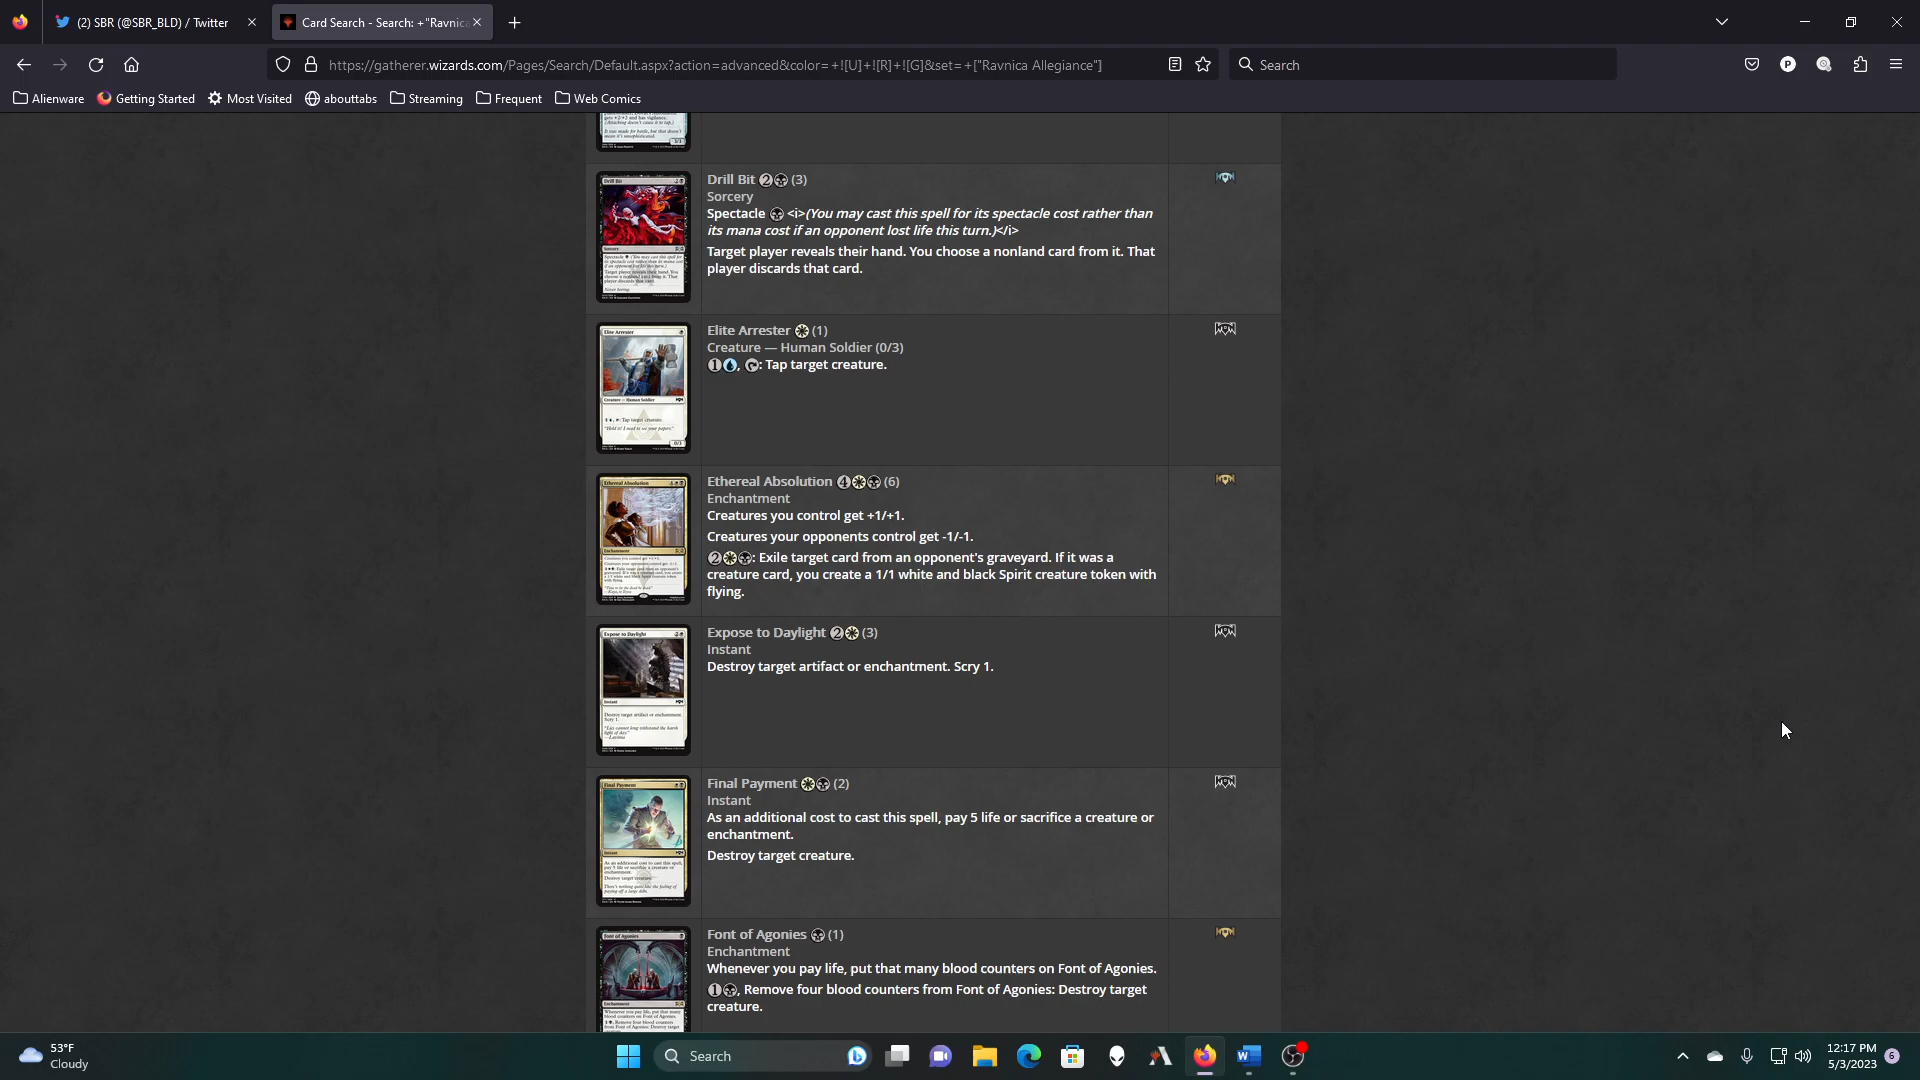 (2) SBR (@SBR_BLD) / Twitter
Card Search - Search: +"Ravnica
https://gatherer.wizards.com/Pages/Search/Default.aspx?action=advanced&color=+![U]+![R]+![G]&set=+["Ravnica Allegiance"]
Search
Alienware
Getting Started
Most Visited
abouttabs
Streaming
Frequent
Web Comics
Drill Bit 2 (3)
Sorcery
Spectacle <i>(You may cast this spell for its spectacle cost rather than
its mana cost if an opponent lost life this turn.)</i>
Target player reveals their hand. You choose a nonland card from it. That
player discards that card.
Elite Arrester (1)
Creature — Human Soldier (0/3)
1 , : Tap target creature.
Ethereal Absolution 4 (6)
Enchantment
Creatures you control get +1/+1.
Creatures your opponents control get -1/-1.
2 : Exile target card from an opponent's graveyard. If it was a
creature card, you create a 1/1 white and black Spirit creature token with
flying.
Expose to Daylight 2 (3)
Instant
Destroy target artifact or enchantment. Scry 1.
Final Payment (2)
Instant
As an additional cost to cast this spell, pay 5 life or sacrifice a creature or
enchantment.
Destroy target creature.
Font of Agonies (1)
Enchantment
Whenever you pay life, put that many blood counters on Font of Agonies.
1 , Remove four blood counters from Font of Agonies: Destroy target
creature.
53°F
Cloudy
Search
12:17 PM
5/3/2023
6